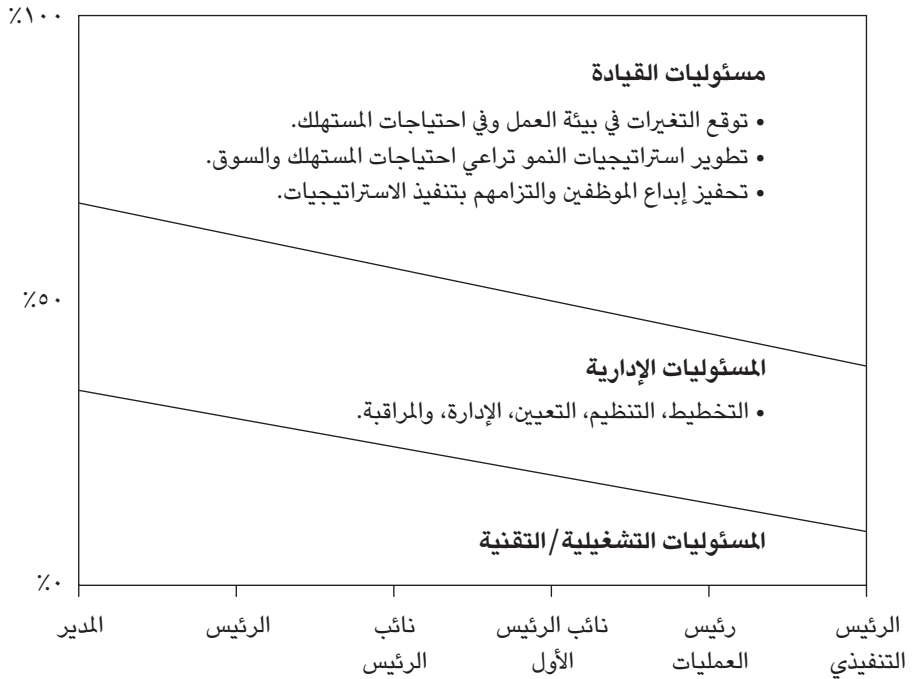 ٪١٠٠
مسئوليات القيادة
• توقع التغيرات في بيئة العمل وفي احتياجات المستهلك.
• تطوير استراتيجيات النمو تراعي احتياجات المستهلك والسوق.
• تحفيز إبداع الموظفين والتزامهم بتنفيذ الاستراتيجيات.
٪٥٠
المسئوليات الإدارية
• التخطيط، التنظيم، التعيين، الإدارة، والمراقبة.
المسئوليات التشغيلية/التقنية
٪٠
المدير
الرئيس
نائب
الرئيس
نائب الرئيس
الأول
رئيس
العمليات
الرئيس
التنفيذي